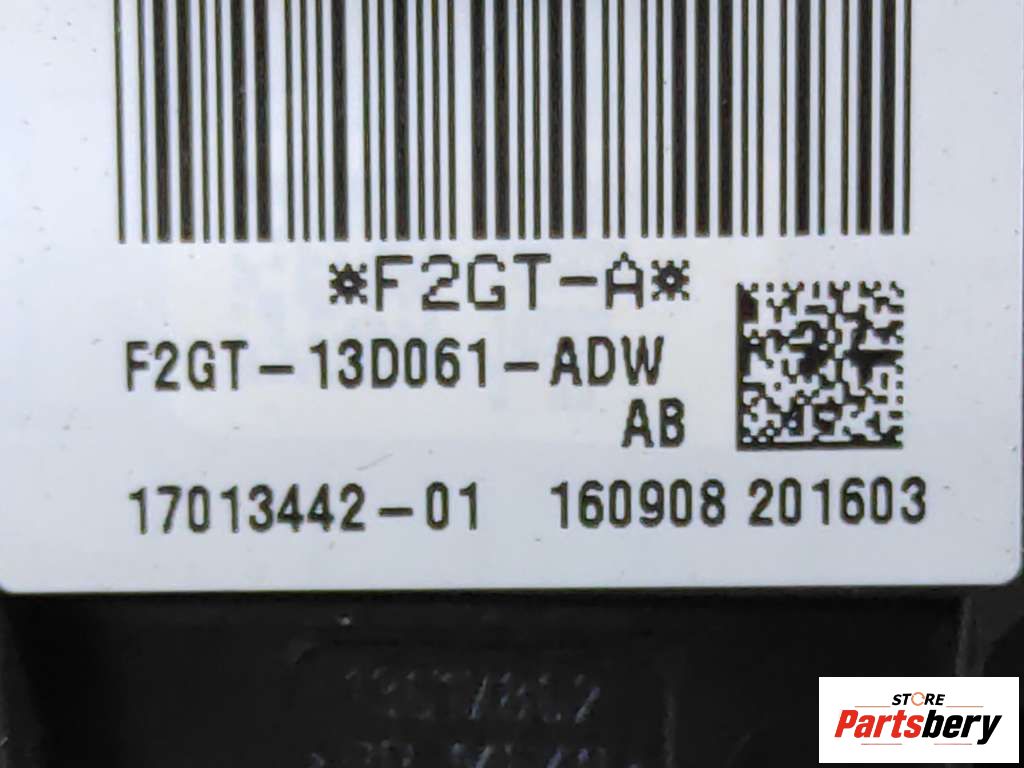 *F2GT-A*
F2GT-13D061-ADW
AB
17013442-01 160908 201603
STORE
Partsbery